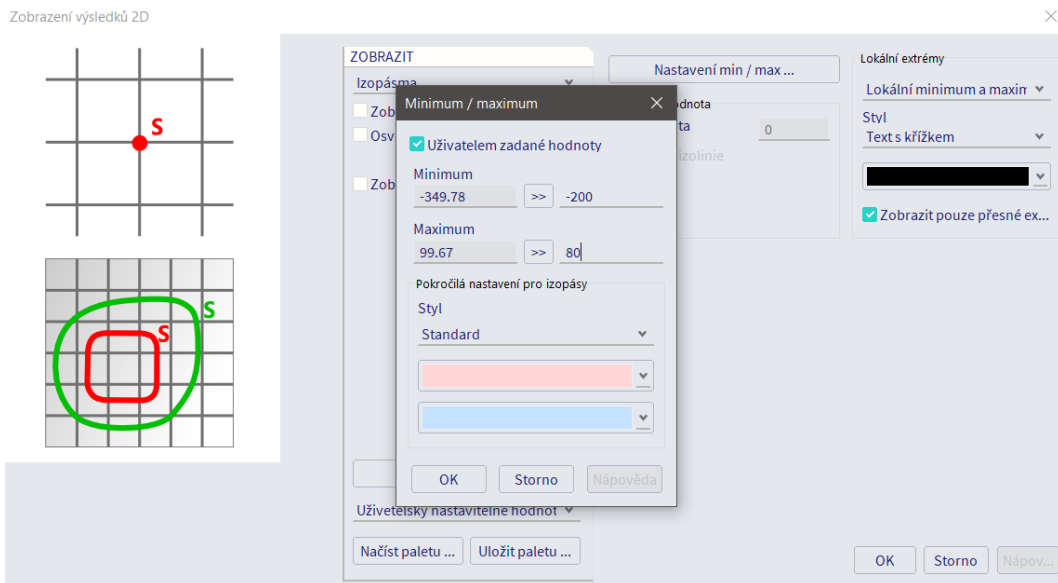 Zobrazení výsledků 2D
S
S
S
ZOBRAZIT
Izopásma
Zob
Osv
Zob
Uživatelsky nastavitelné hodnot
Načíst paletu ...
Uložit paletu ...
Nastavení min / max ...
odnota
ta
0
izolinie
Lokální extrémy
Lokální minimum a maxim
Styl
Text s křížkem
Zobrazit pouze přesné ex...
OK
Storno
Nápov...
Minimum / maximum
Uživatelem zadané hodnoty
Minimum
-349.78
>>
-200
Maximum
99.67
>>
80
Pokročilá nastavení pro izopásy
Styl
Standard
OK
Storno
Nápověda